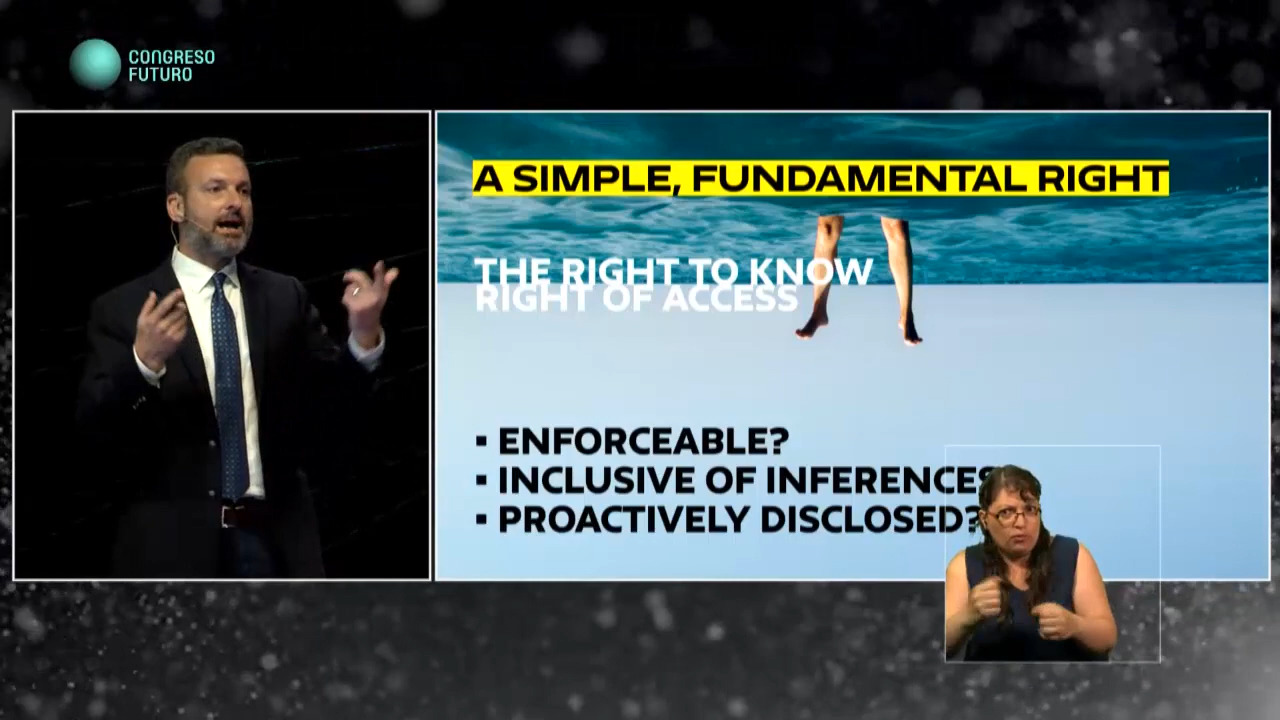 CONGRESO
FUTURO
A SIMPLE, FUNDAMENTAL RIGHT
THE RIGHT TO KNOW
RIGHT OF ACCESS
▪ ENFORCEABLE?
▪ INCLUSIVE OF INFERENCES
▪ PROACTIVELY DISCLOSED?